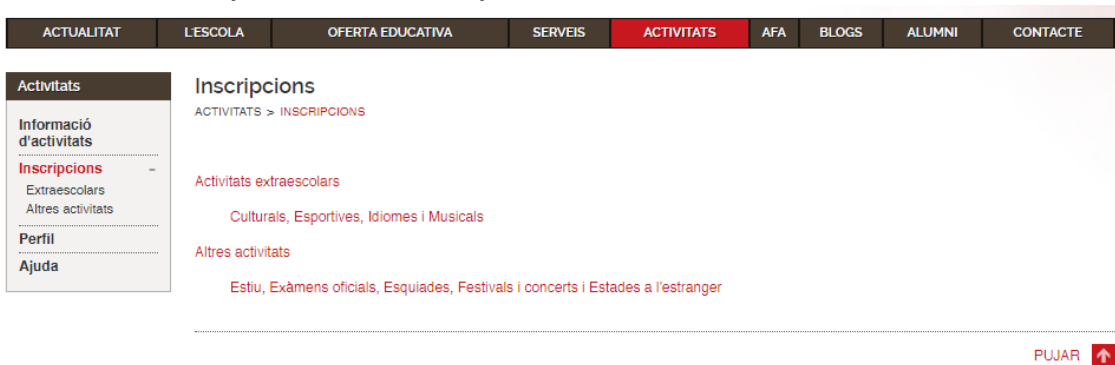 ACTUALITAT L'ESCOLA OFERTA EDUCATIVA SERVEIS ACTIVITATS AFA BLOGS ALUMNI CONTACTE
Activitats
Informació
d'activitats
Inscripcions -
Extraescolars
Altres activitats
Perfil
Ajuda
Inscripcions
ACTIVITATS > INSCRIPCIONS
Activitats extraescolars
Culturals, Esportives, Idiomes i Musicals
Altres activitats
Estiu, Exàmens oficials, Esquiades, Festivals i concerts i Estades a l'estranger
PUJAR